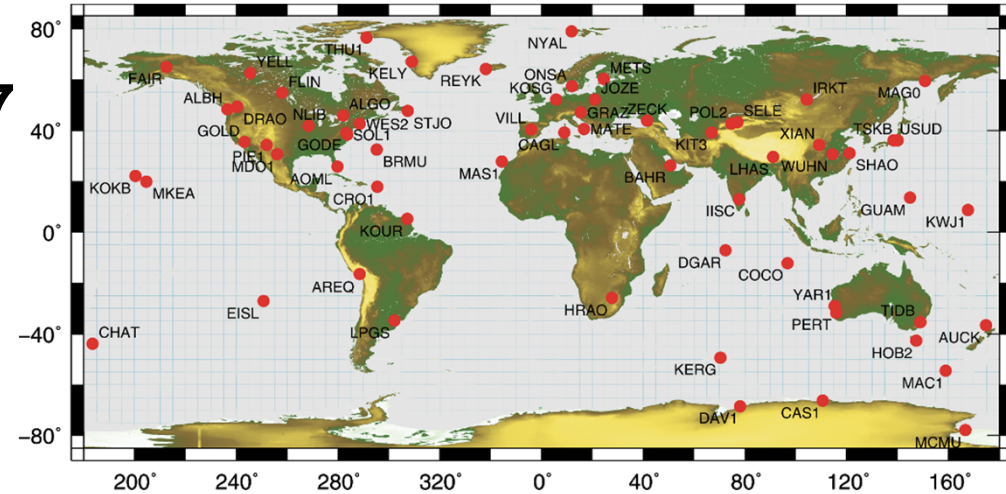 7
80°
THU1
NYAL
YELL
KELY
REYK
ONSA
METS
FAIR
FLIN
KOSG
JOZE
IRKT
MAG0
ALBH
DRAO
NLIB
ALGO
STJO
VILL
GRAZ
ZECK
POL2
SELE
40°
GOLD
WES2
MATE
XIAN
TSKB
USUD
SOL1
GODE
CAGL
KIT3
PIE1
BRMU
MDO1
MAS1
LHAS
WUHN
SHAO
AOML
BAHR
KOKB
MKEA
CRO1
IISC
GUAM
KWJ1
0°
KOUR
DGAR
COCO
AREQ
EISL
HRAO
YAR1
TIDB
PERT
LPGS
AUCK
−40°
CHAT
HOB2
KERG
MAC1
DAV1
CAS1
−80°
MCMU
200° 240° 280° 320° 0° 40° 80° 120° 160°